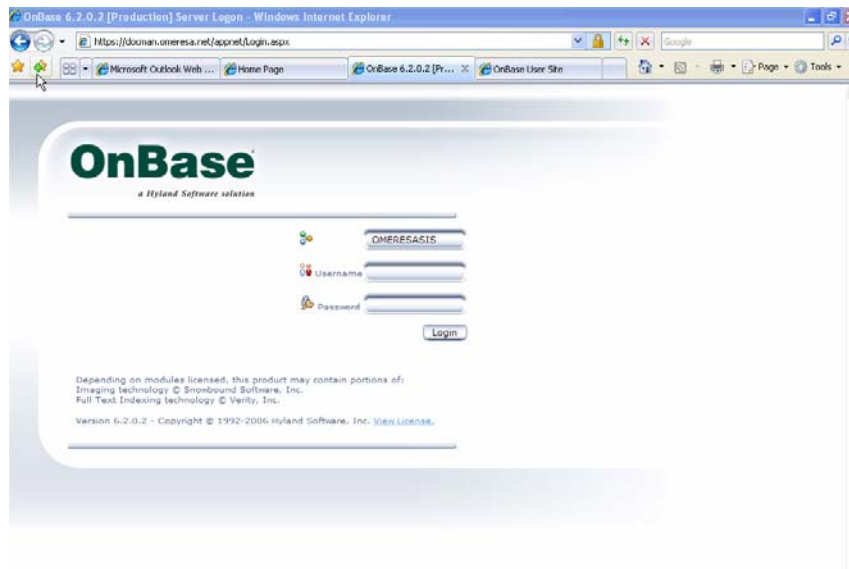 OnBase 6.2.0.2 [Production] Server Logon - Windows Internet Explorer
https://docman.omeresa.net/appnet/Login.aspx
Google
Microsoft Outlook Web ...
Home Page
OnBase 6.2.0.2 [Pr...
OnBase User Site
Page
Tools
OnBase
a Hyland Software solution
OMERESASIS
Username
Password
Login
Depending on modules licensed, this product may contain portions of:
Imaging technology © Snowbound Software, Inc.
Full Text Indexing technology © Verity, Inc.
Version 6.2.0.2 - Copyright © 1992-2006 Hyland Software, Inc. View License.